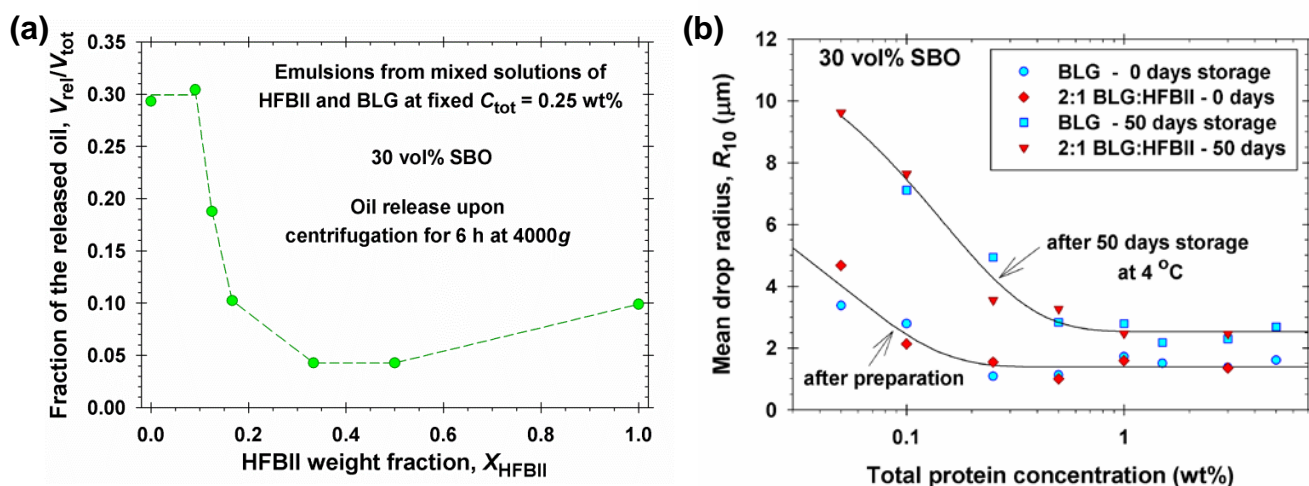 (a)
Fraction of the released oil, V_rel/V_tot
0.35
0.30
0.25
0.20
0.15
0.10
0.05
0.00
Emulsions from mixed solutions of
HFBII and BLG at fixed C_tot = 0.25 wt%
30 vol% SBO
Oil release upon
centrifugation for 6 h at 4000g
0.0 0.2 0.4 0.6 0.8 1.0
HFBII weight fraction, X_HFBII
(b)
Mean drop radius, R_10 (μm)
12
10
8
6
4
2
0
30 vol% SBO
BLG - 0 days storage
2:1 BLG:HFBII - 0 days
BLG - 50 days storage
2:1 BLG:HFBII - 50 days
after 50 days storage
at 4 °C
after preparation
0.1 1
Total protein concentration (wt%)